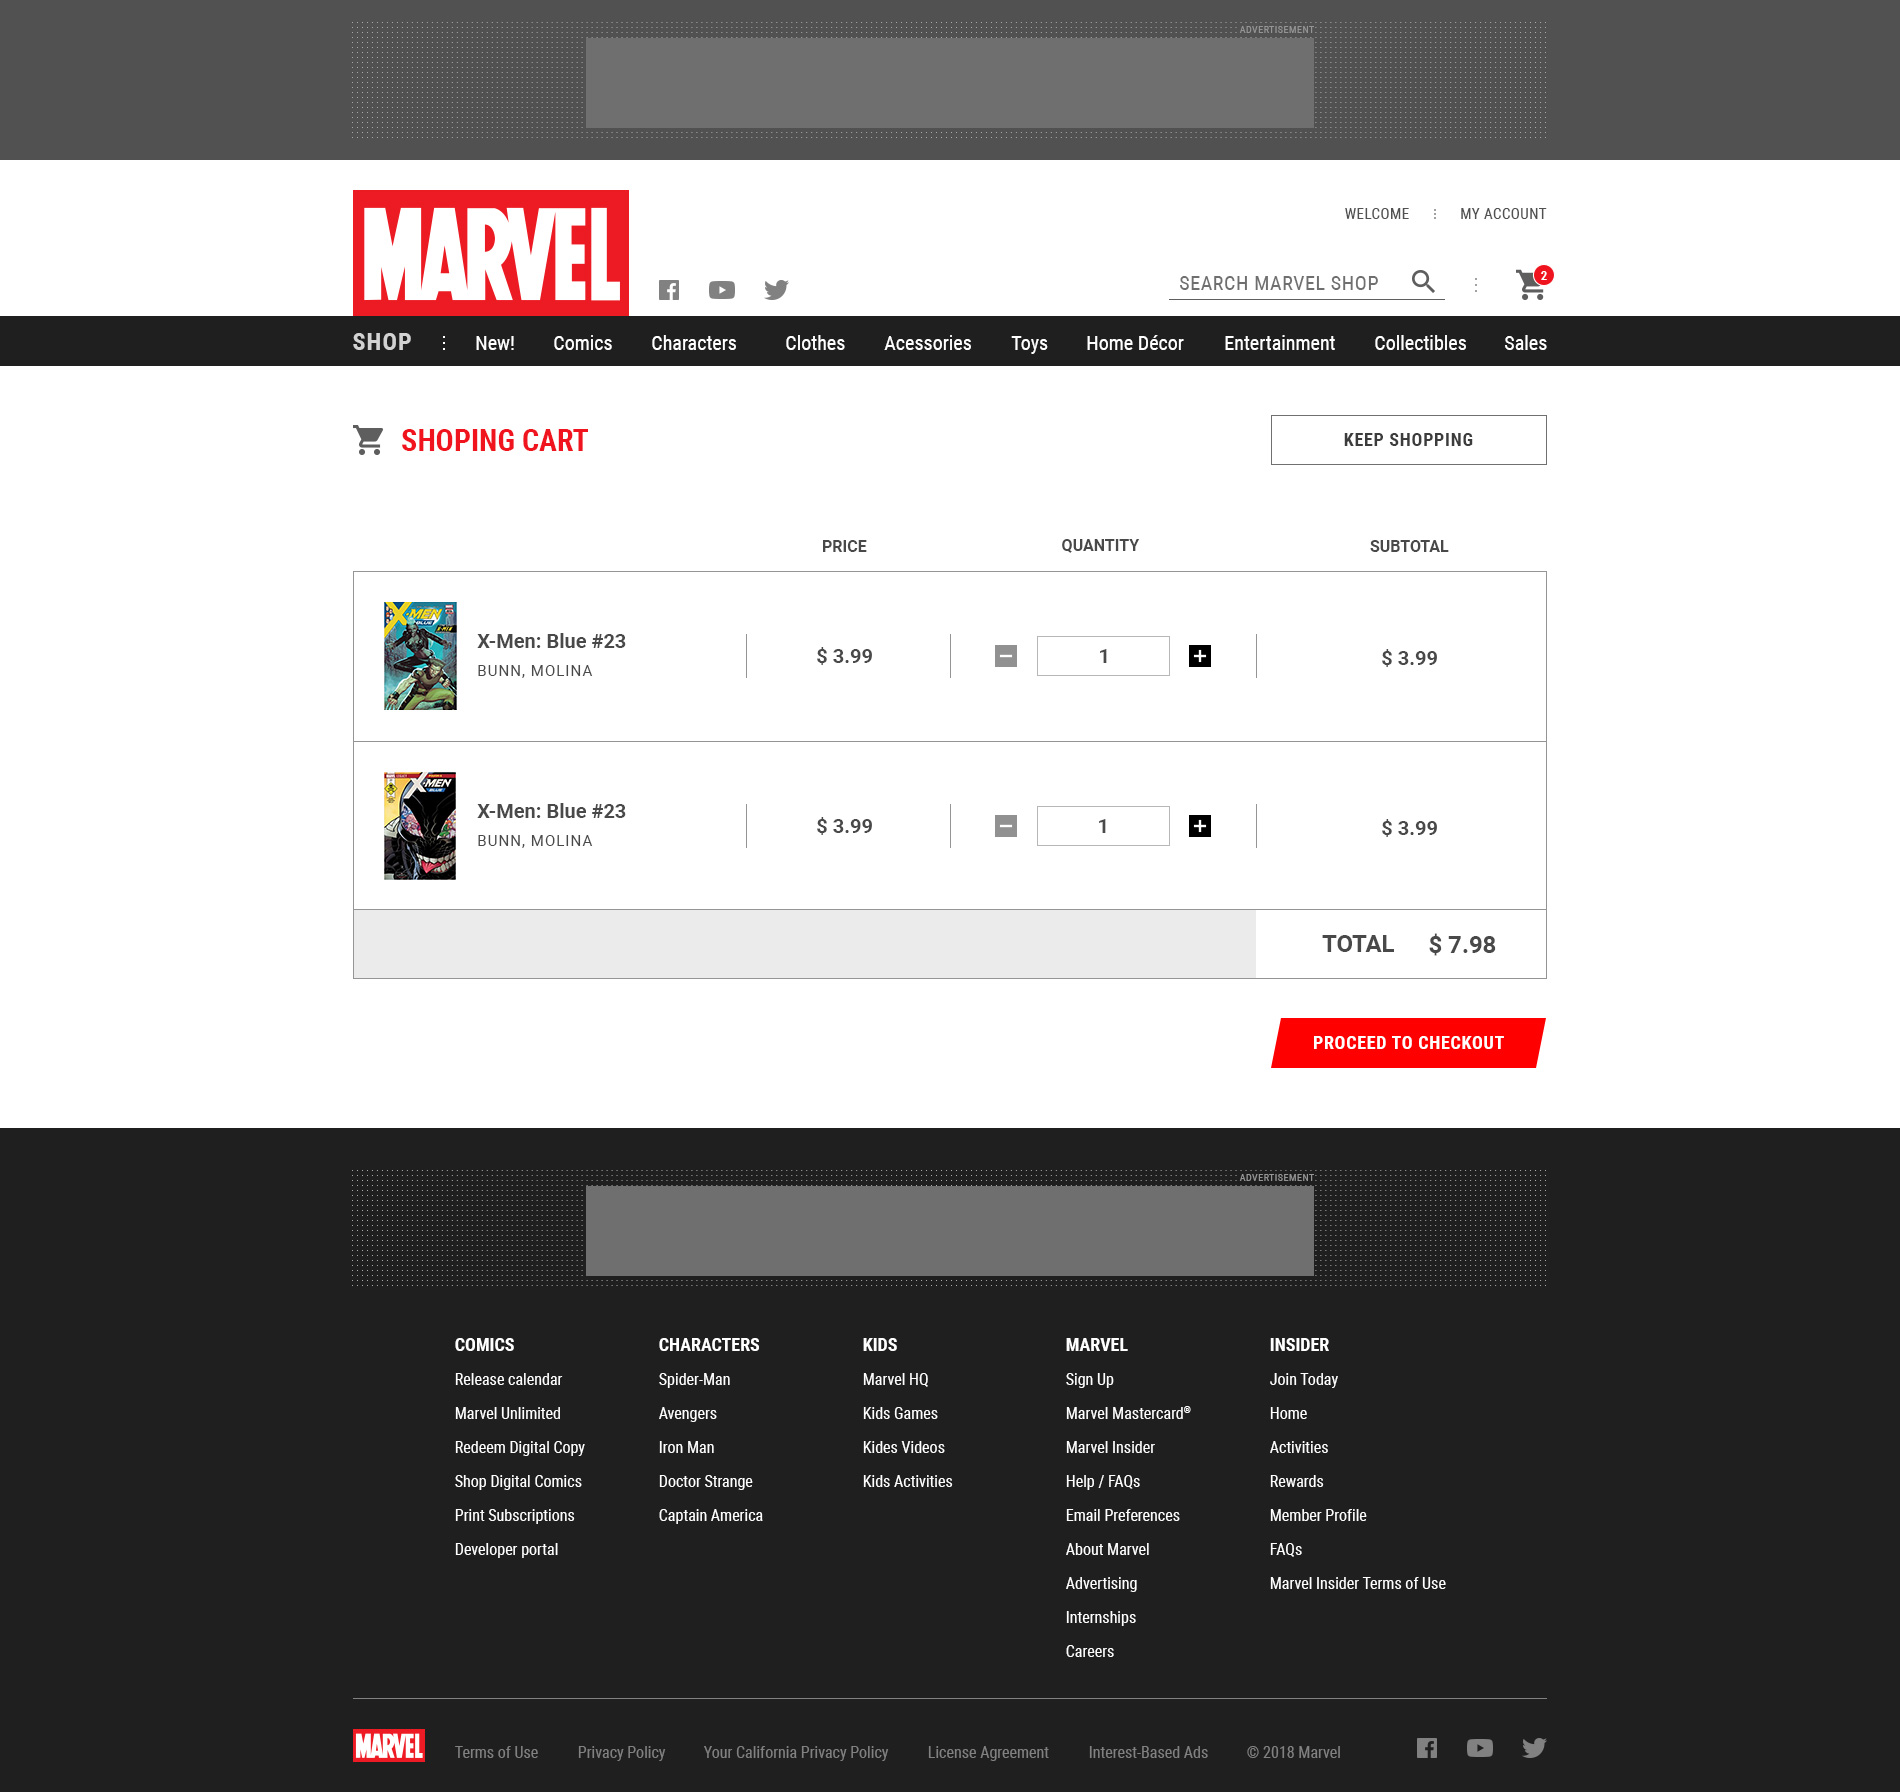 ADVERTISEMENT
MARVEL
WELCOME
MY ACCOUNT
SEARCH MARVEL SHOP
2
SHOP New! Comics Characters Clothes Acessories Toys Home Décor Entertainment Collectibles Sales
SHOPING CART
KEEP SHOPPING
PRICE QUANTITY SUBTOTAL
X-MEN
BLUE
X-Men: Blue #23
BUNN, MOLINA
$ 3.99
1
$ 3.99
X-MEN
BLUE
X-Men: Blue #23
BUNN, MOLINA
$ 3.99
1
$ 3.99
TOTAL $ 7.98
PROCEED TO CHECKOUT
ADVERTISEMENT
COMICS
Release calendar
Marvel Unlimited
Redeem Digital Copy
Shop Digital Comics
Print Subscriptions
Developer portal
CHARACTERS
Spider-Man
Avengers
Iron Man
Doctor Strange
Captain America
KIDS
Marvel HQ
Kids Games
Kides Videos
Kids Activities
MARVEL
Sign Up
Marvel Mastercard®
Marvel Insider
Help / FAQs
Email Preferences
About Marvel
Advertising
Internships
Careers
INSIDER
Join Today
Home
Activities
Rewards
Member Profile
FAQs
Marvel Insider Terms of Use
MARVEL
Terms of Use Privacy Policy Your California Privacy Policy License Agreement Interest-Based Ads © 2018 Marvel